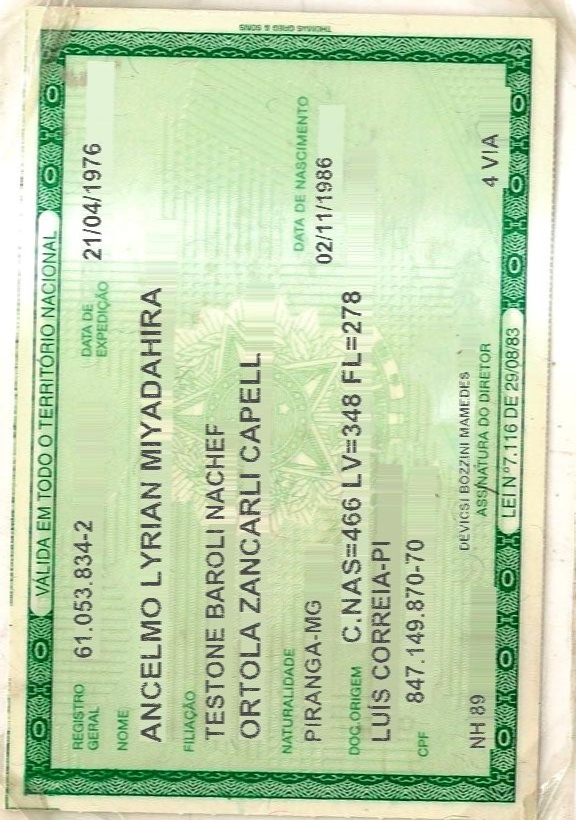 THOMAS GREG & SONS
VÁLIDA EM TODO O TERRITÓRIO NACIONAL
REGISTRO GERAL 61.053.834-2 DATA DE EXPEDIÇÃO 21/04/1976
NOME
ANCELMO LYRIAN MIYADAHIRA
FILIAÇÃO
TESTONE BAROLI NACHEF
ORTOLA ZANCARLI CAPELL
NATURALIDADE DATA DE NASCIMENTO
PIRANGA-MG 02/11/1986
DOC.ORIGEM C.NAS=466 LV=348 FL=278
LUÍS CORREIA-PI
CPF 847.149.870-70
DEVICSI BOZZINI MAMEDES
NH 89 ASSINATURA DO DIRETOR 4 VIA
LEI Nº 7.116 DE 29/08/83